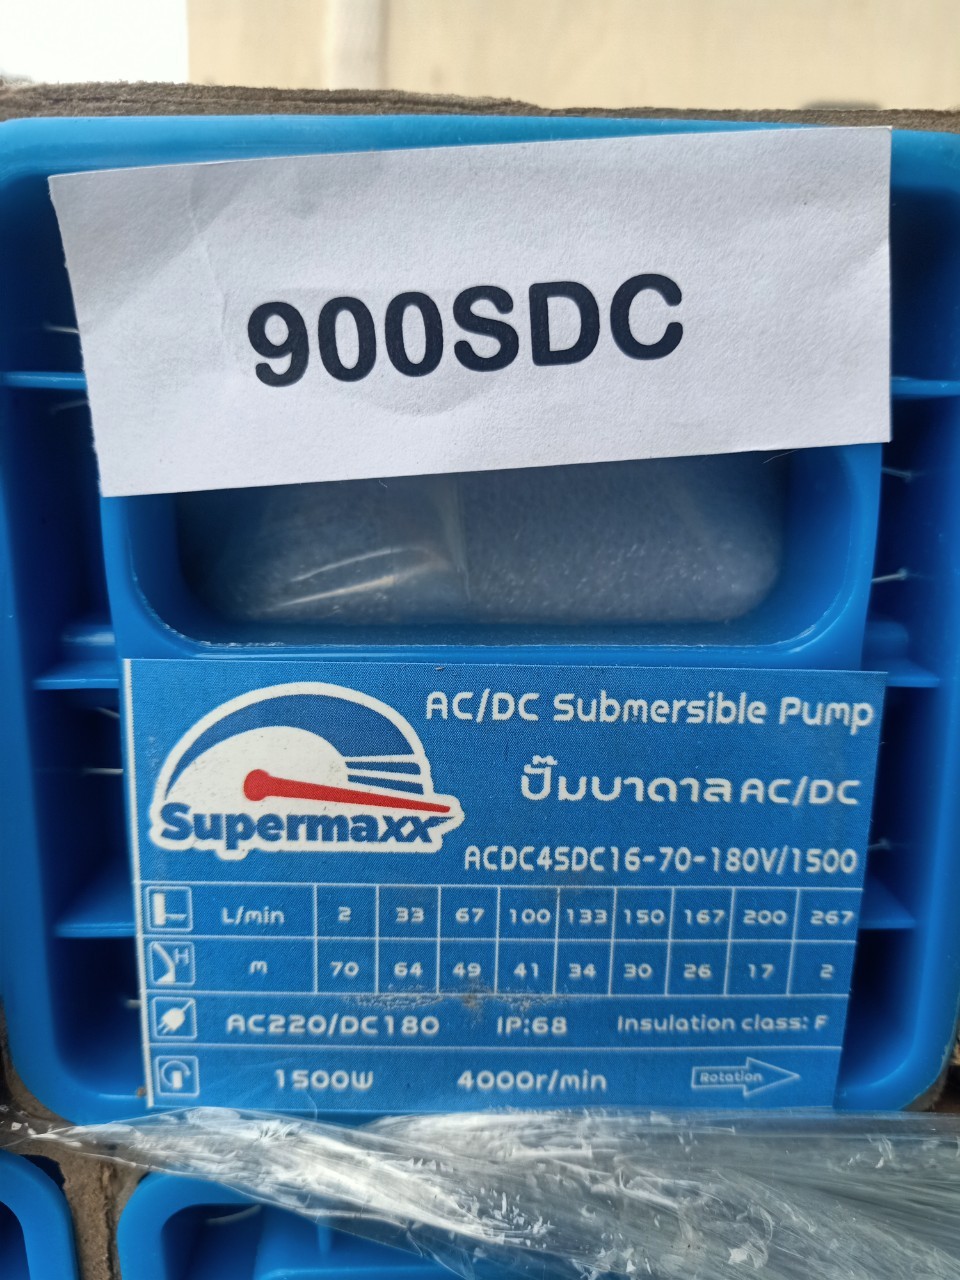 900SDC
AC/DC Submersible Pump
ปั๊มบาดาล AC/DC
Supermaxx
ACDC4SDC16-70-180V/1500
L/min 2 33 67 100 133 150 167 200 267
H
m 70 64 49 41 34 30 26 17 2
AC220/DC180 IP:68 Insulation class: F
1500W 4000r/min Rotation